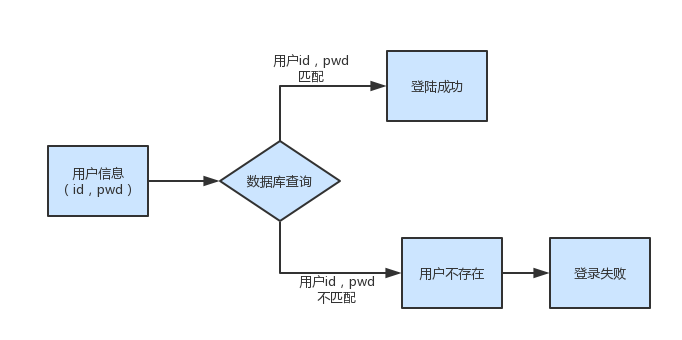 用户id，pwd
匹配
登陆成功
用户信息
（id，pwd）
数据库查询
用户id，pwd
不匹配
用户不存在
登录失败